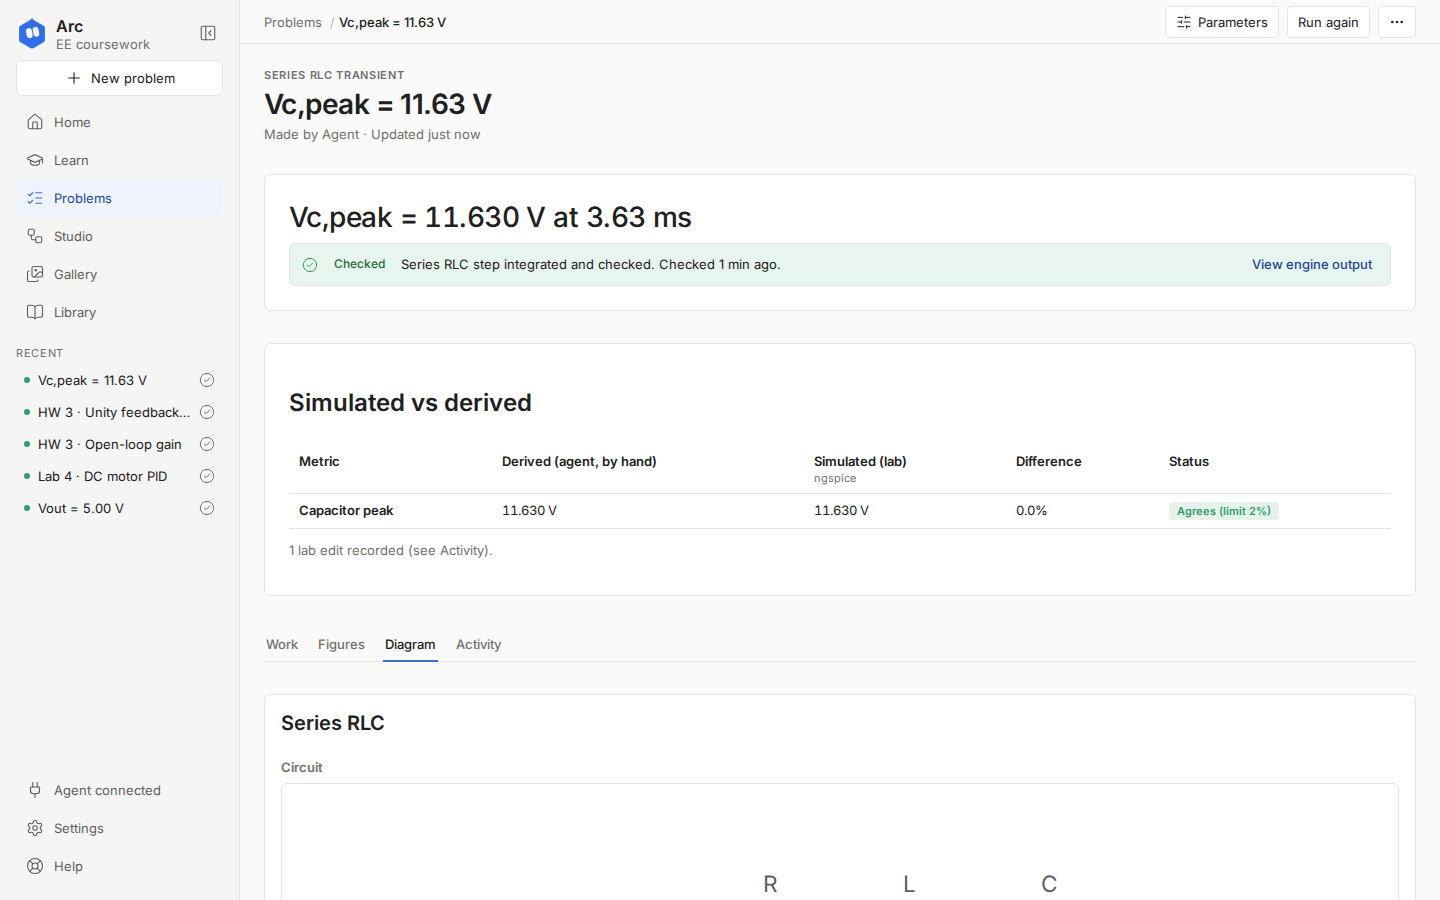 Arc
EE coursework
New problem
Home
Learn
Problems
Studio
Gallery
Library
RECENT
Vc,peak = 11.63 V
HW 3 · Unity feedback...
HW 3 · Open-loop gain
Lab 4 · DC motor PID
Vout = 5.00 V
Agent connected
Settings
Help
Problems / Vc,peak = 11.63 V
Parameters
Run again
SERIES RLC TRANSIENT
Vc,peak = 11.63 V
Made by Agent · Updated just now
Vc,peak = 11.630 V at 3.63 ms
Checked Series RLC step integrated and checked. Checked 1 min ago. View engine output
Simulated vs derived
Metric Derived (agent, by hand) Simulated (lab) Difference Status
ngspice
Capacitor peak 11.630 V 11.630 V 0.0% Agrees (limit 2%)
1 lab edit recorded (see Activity).
Work Figures Diagram Activity
Series RLC
Circuit
R L C